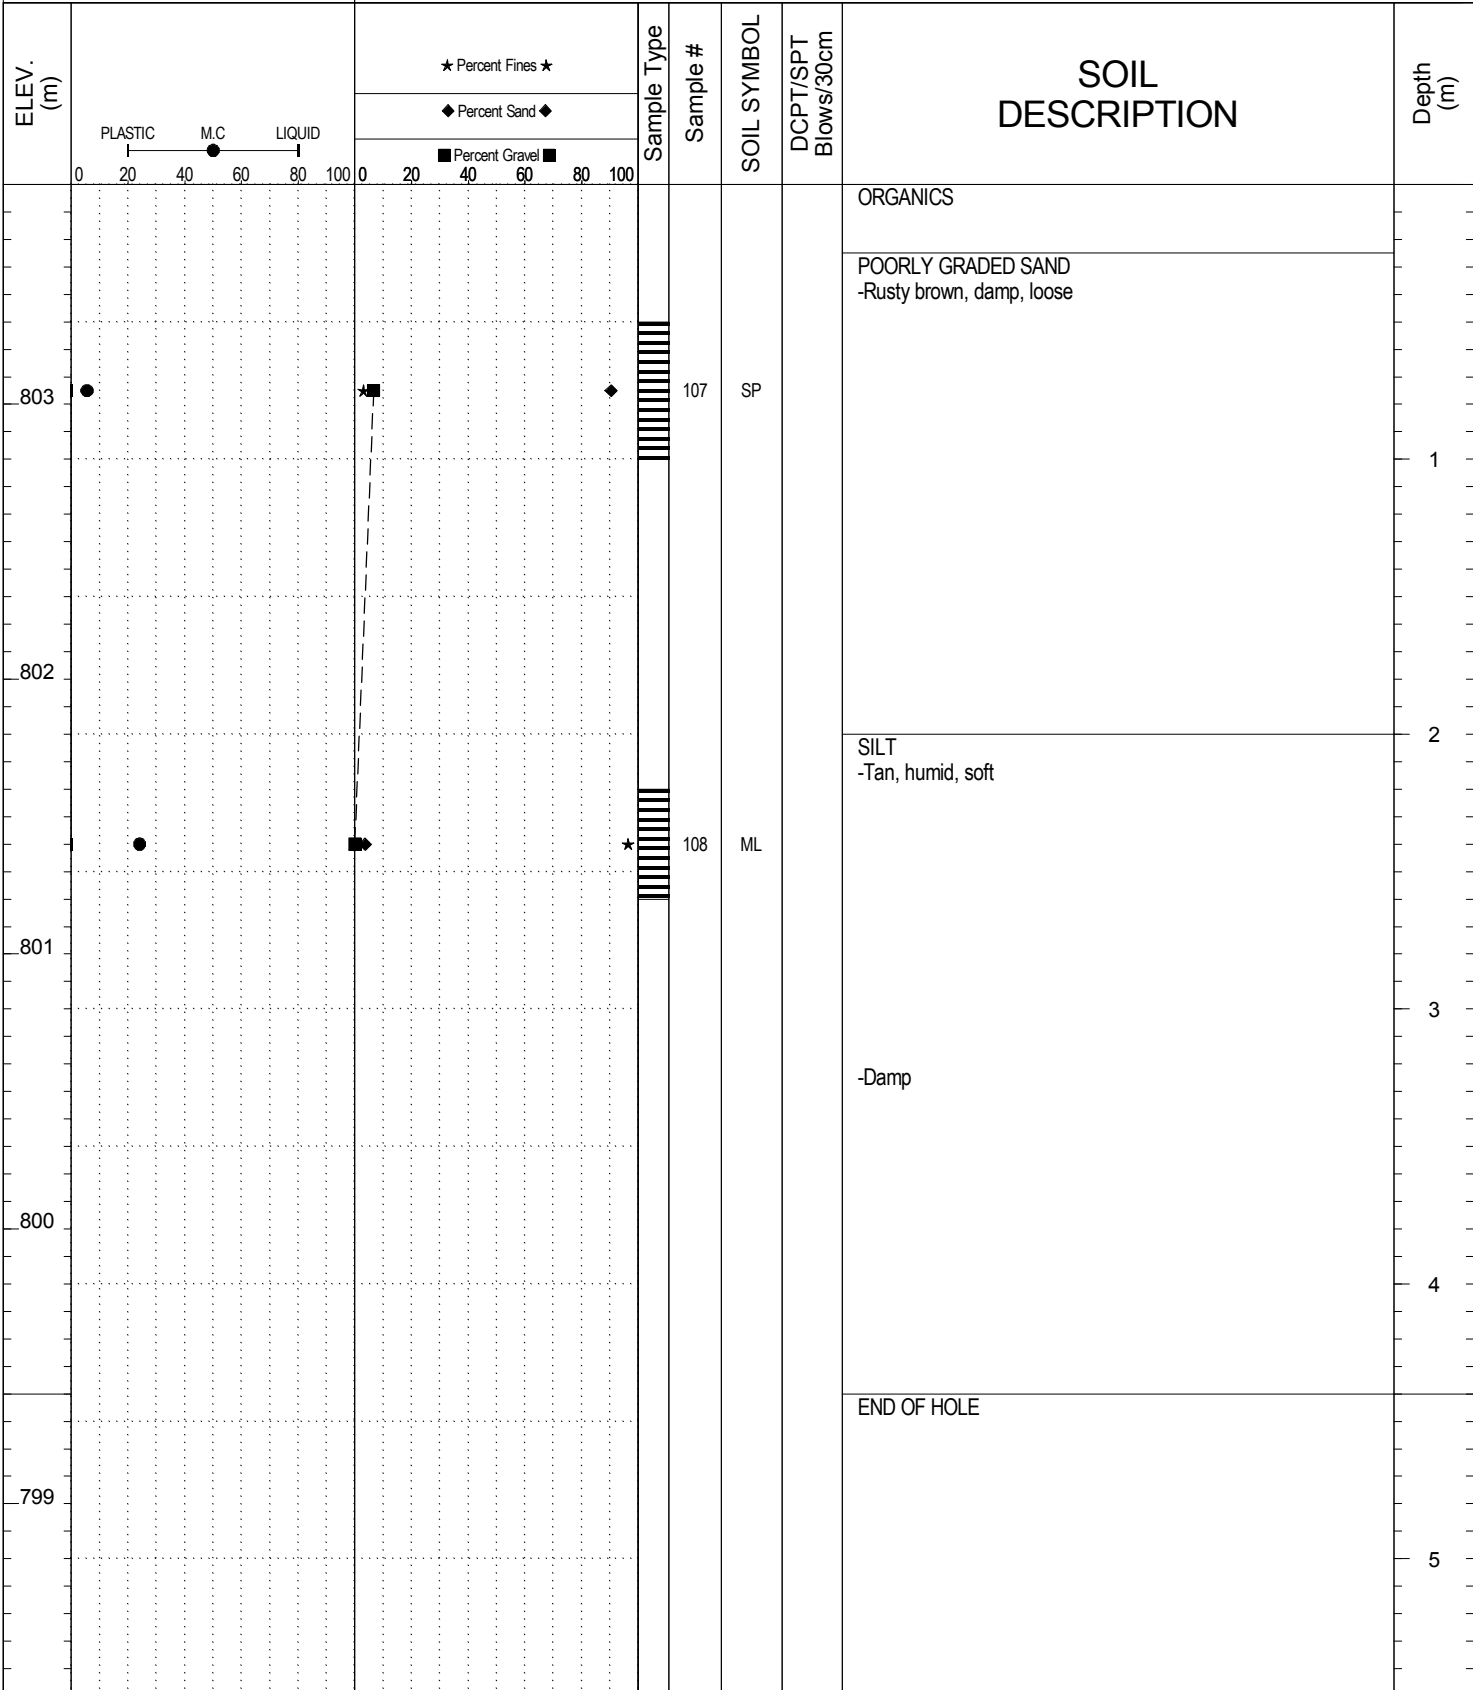 ELEV.
(m)
PLASTIC M.C LIQUID
0 20 40 60 80 100
★ Percent Fines ★
◆ Percent Sand ◆
■ Percent Gravel ■
0 20 40 60 80 100
Sample Type
Sample #
SOIL SYMBOL
DCPT/SPT
Blows/30cm
SOIL
DESCRIPTION
Depth
(m)
ORGANICS
POORLY GRADED SAND
-Rusty brown, damp, loose
803 107 SP
1
802
2
SILT
-Tan, humid, soft
108 ML
801
3
-Damp
800
4
END OF HOLE
799
5